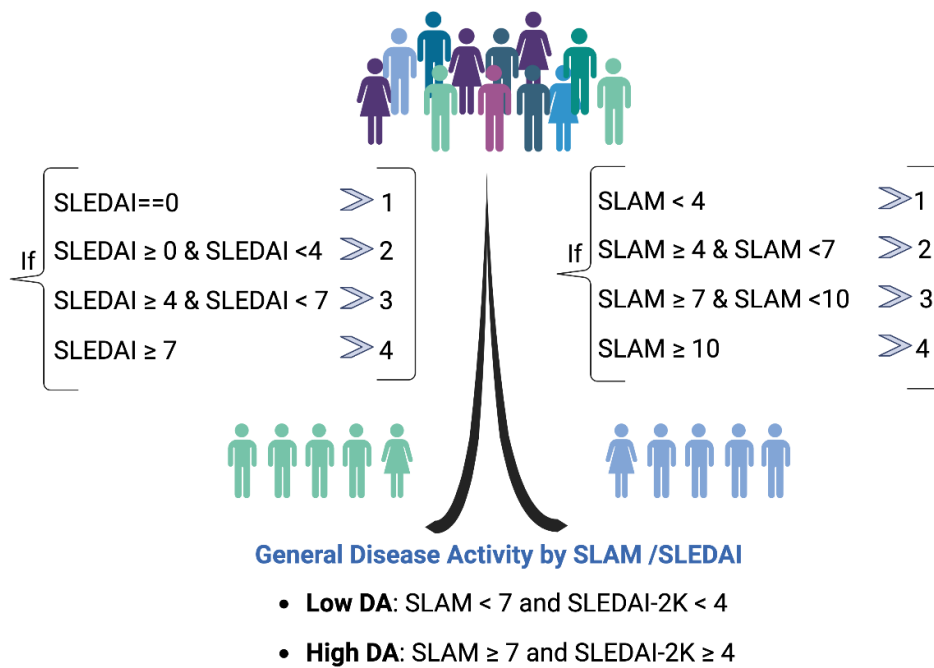 If
SLEDAI==0 1
SLEDAI ≥ 0 & SLEDAI <4 2
SLEDAI ≥ 4 & SLEDAI < 7 3
SLEDAI ≥ 7 4
If
SLAM < 4 1
SLAM ≥ 4 & SLAM <7 2
SLAM ≥ 7 & SLAM <10 3
SLAM ≥ 10 4
General Disease Activity by SLAM /SLEDAI
• Low DA: SLAM < 7 and SLEDAI-2K < 4
• High DA: SLAM ≥ 7 and SLEDAI-2K ≥ 4